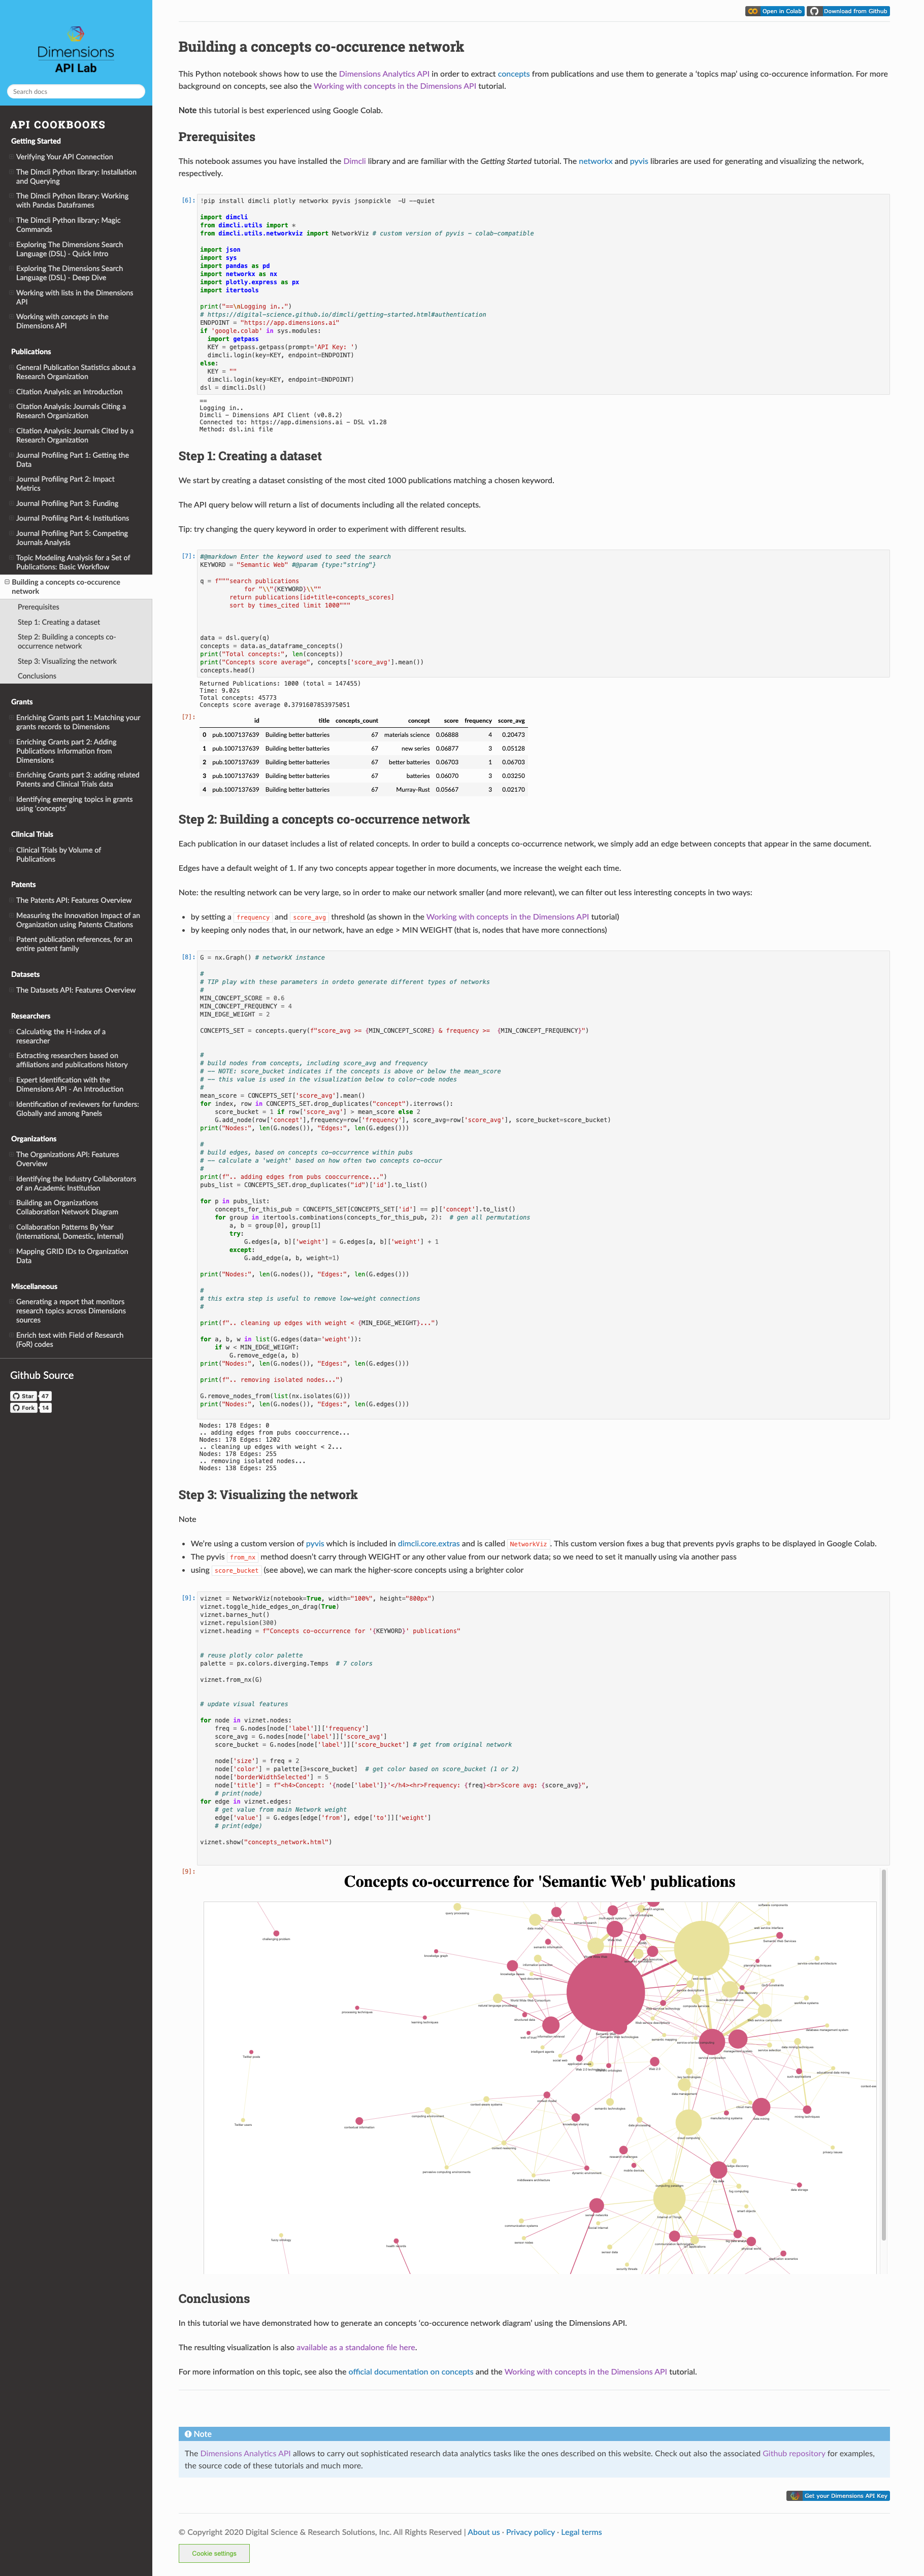 Dimensions
API Lab
Search docs
API COOKBOOKS
Getting Started
Verifying Your API Connection
The Dimcli Python library: Installation
and Querying
The Dimcli Python library: Working
with Pandas Dataframes
The Dimcli Python library: Magic
Commands
Exploring The Dimensions Search
Language (DSL) - Quick Intro
Exploring The Dimensions Search
Language (DSL) - Deep Dive
Working with lists in the Dimensions
API
Working with concepts in the
Dimensions API
Publications
General Publication Statistics about a
Research Organization
Citation Analysis: an Introduction
Citation Analysis: Journals Citing a
Research Organization
Citation Analysis: Journals Cited by a
Research Organization
Journal Profiling Part 1: Getting the
Data
Journal Profiling Part 2: Impact
Metrics
Journal Profiling Part 3: Funding
Journal Profiling Part 4: Institutions
Journal Profiling Part 5: Competing
Journals Analysis
Topic Modeling Analysis for a Set of
Publications: Basic Workflow
Building a concepts co-occurence
network
Prerequisites
Step 1: Creating a dataset
Step 2: Building a concepts co-
occurrence network
Step 3: Visualizing the network
Conclusions
Grants
Enriching Grants part 1: Matching your
grants records to Dimensions
Enriching Grants part 2: Adding
Publications Information from
Dimensions
Enriching Grants part 3: adding related
Patents and Clinical Trials data
Identifying emerging topics in grants
using 'concepts'
Clinical Trials
Clinical Trials by Volume of
Publications
Patents
The Patents API: Features Overview
Measuring the Innovation Impact of an
Organization using Patents Citations
Patent publication references, for an
entire patent family
Datasets
The Datasets API: Features Overview
Researchers
Calculating the H-index of a
researcher
Extracting researchers based on
affiliations and publications history
Expert Identification with the
Dimensions API - An Introduction
Identification of reviewers for funders:
Globally and among Panels
Organizations
The Organizations API: Features
Overview
Identifying the Industry Collaborators
of an Academic Institution
Building an Organizations
Collaboration Network Diagram
Collaboration Patterns By Year
(International, Domestic, Internal)
Mapping GRID IDs to Organization
Data
Miscellaneous
Generating a report that monitors
research topics across Dimensions
sources
Enrich text with Field of Research
(FoR) codes
Github Source
Star 47
Fork 14
Open in Colab Download from Github
Building a concepts co-occurence network
This Python notebook shows how to use the Dimensions Analytics API in order to extract concepts from publications and use them to generate a 'topics map' using co-occurence information. For more
background on concepts, see also the Working with concepts in the Dimensions API tutorial.
Note this tutorial is best experienced using Google Colab.
Prerequisites
This notebook assumes you have installed the Dimcli library and are familiar with the Getting Started tutorial. The networkx and pyvis libraries are used for generating and visualizing the network,
respectively.
[6]: !pip install dimcli plotly networkx pyvis jsonpickle -U --quiet
import dimcli
from dimcli.utils import *
from dimcli.utils.networkviz import NetworkViz # custom version of pyvis - colab-compatible
import json
import sys
import pandas as pd
import networkx as nx
import plotly.express as px
import itertools
print("==\nLogging in..")
# https://digital-science.github.io/dimcli/getting-started.html#authentication
ENDPOINT = "https://app.dimensions.ai"
if 'google.colab' in sys.modules:
import getpass
KEY = getpass.getpass(prompt='API Key: ')
dimcli.login(key=KEY, endpoint=ENDPOINT)
else:
KEY = ""
dimcli.login(key=KEY, endpoint=ENDPOINT)
dsl = dimcli.Dsl()
==
Logging in..
Dimcli - Dimensions API Client (v0.8.2)
Connected to: https://app.dimensions.ai - DSL v1.28
Method: dsl.ini file
Step 1: Creating a dataset
We start by creating a dataset consisting of the most cited 1000 publications matching a chosen keyword.
The API query below will return a list of documents including all the related concepts.
Tip: try changing the query keyword in order to experiment with different results.
[7]: #@markdown Enter the keyword used to seed the search
KEYWORD = "Semantic Web" #@param {type:"string"}
q = f"""search publications
for "\\"{KEYWORD}\\""
return publications[id+title+concepts_scores]
sort by times_cited limit 1000"""
data = dsl.query(q)
concepts = data.as_dataframe_concepts()
print("Total concepts:", len(concepts))
print("Concepts score average", concepts['score_avg'].mean())
concepts.head()
Returned Publications: 1000 (total = 147455)
Time: 9.02s
Total concepts: 45773
Concepts score average 0.3791607853975051
[7]: id title concepts_count concept score frequency score_avg
0 pub.1007137639 Building better batteries 67 materials science 0.06888 4 0.20473
1 pub.1007137639 Building better batteries 67 new series 0.06877 3 0.05128
2 pub.1007137639 Building better batteries 67 better batteries 0.06703 1 0.06703
3 pub.1007137639 Building better batteries 67 batteries 0.06070 3 0.03250
4 pub.1007137639 Building better batteries 67 Murray-Rust 0.05667 3 0.02170
Step 2: Building a concepts co-occurrence network
Each publication in our dataset includes a list of related concepts. In order to build a concepts co-occurrence network, we simply add an edge between concepts that appear in the same document.
Edges have a default weight of 1. If any two concepts appear together in more documents, we increase the weight each time.
Note: the resulting network can be very large, so in order to make our network smaller (and more relevant), we can filter out less interesting concepts in two ways:
• by setting a frequency and score_avg threshold (as shown in the Working with concepts in the Dimensions API tutorial)
• by keeping only nodes that, in our network, have an edge > MIN WEIGHT (that is, nodes that have more connections)
[8]: G = nx.Graph() # networkX instance
#
# TIP play with these parameters in ordeto generate different types of networks
#
MIN_CONCEPT_SCORE = 0.6
MIN_CONCEPT_FREQUENCY = 4
MIN_EDGE_WEIGHT = 2
CONCEPTS_SET = concepts.query(f"score_avg >= {MIN_CONCEPT_SCORE} & frequency >= {MIN_CONCEPT_FREQUENCY}")
#
# build nodes from concepts, including score_avg and frequency
# -- NOTE: score_bucket indicates if the concepts is above or below the mean_score
# -- this value is used in the visualization below to color-code nodes
#
mean_score = CONCEPTS_SET['score_avg'].mean()
for index, row in CONCEPTS_SET.drop_duplicates("concept").iterrows():
score_bucket = 1 if row['score_avg'] > mean_score else 2
G.add_node(row['concept'],frequency=row['frequency'], score_avg=row['score_avg'], score_bucket=score_bucket)
print("Nodes:", len(G.nodes()), "Edges:", len(G.edges()))
#
# build edges, based on concepts co-occurrence within pubs
# -- calculate a 'weight' based on how often two concepts co-occur
#
print(f".. adding edges from pubs cooccurrence...")
pubs_list = CONCEPTS_SET.drop_duplicates("id")['id'].to_list()
for p in pubs_list:
concepts_for_this_pub = CONCEPTS_SET[CONCEPTS_SET['id'] == p]['concept'].to_list()
for group in itertools.combinations(concepts_for_this_pub, 2): # gen all permutations
a, b = group[0], group[1]
try:
G.edges[a, b]['weight'] = G.edges[a, b]['weight'] + 1
except:
G.add_edge(a, b, weight=1)
print("Nodes:", len(G.nodes()), "Edges:", len(G.edges()))
#
# this extra step is useful to remove low-weight connections
#
print(f".. cleaning up edges with weight < {MIN_EDGE_WEIGHT}...")
for a, b, w in list(G.edges(data='weight')):
if w < MIN_EDGE_WEIGHT:
G.remove_edge(a, b)
print("Nodes:", len(G.nodes()), "Edges:", len(G.edges()))
print(f".. removing isolated nodes...")
G.remove_nodes_from(list(nx.isolates(G)))
print("Nodes:", len(G.nodes()), "Edges:", len(G.edges()))
Nodes: 178 Edges: 0
.. adding edges from pubs cooccurrence...
Nodes: 178 Edges: 1202
.. cleaning up edges with weight < 2...
Nodes: 178 Edges: 255
.. removing isolated nodes...
Nodes: 138 Edges: 255
Step 3: Visualizing the network
Note
• We're using a custom version of pyvis which is included in dimcli.core.extras and is called NetworkViz . This custom version fixes a bug that prevents pyvis graphs to be displayed in Google Colab.
• The pyvis from_nx method doesn't carry through WEIGHT or any other value from our network data; so we need to set it manually using via another pass
• using score_bucket (see above), we can mark the higher-score concepts using a brighter color
[9]: viznet = NetworkViz(notebook=True, width="100%", height="800px")
viznet.toggle_hide_edges_on_drag(True)
viznet.barnes_hut()
viznet.repulsion(300)
viznet.heading = f"Concepts co-occurrence for '{KEYWORD}' publications"
# reuse plotly color palette
palette = px.colors.diverging.Temps # 7 colors
viznet.from_nx(G)
# update visual features
for node in viznet.nodes:
freq = G.nodes[node['label']]['frequency']
score_avg = G.nodes[node['label']]['score_avg']
score_bucket = G.nodes[node['label']]['score_bucket'] # get from original network
node['size'] = freq * 2
node['color'] = palette[3+score_bucket] # get color based on score_bucket (1 or 2)
node['borderWidthSelected'] = 5
node['title'] = f"<h4>Concept: '{node['label']}'</h4><hr>Frequency: {freq}<br>Score avg: {score_avg}",
# print(node)
for edge in viznet.edges:
# get value from main Network weight
edge['value'] = G.edges[edge['from'], edge['to']]['weight']
# print(edge)
viznet.show("concepts_network.html")
[9]:
Concepts co-occurrence for 'Semantic Web' publications
Conclusions
In this tutorial we have demonstrated how to generate an concepts 'co-occurence network diagram' using the Dimensions API.
The resulting visualization is also available as a standalone file here.
For more information on this topic, see also the official documentation on concepts and the Working with concepts in the Dimensions API tutorial.
Note
The Dimensions Analytics API allows to carry out sophisticated research data analytics tasks like the ones described on this website. Check out also the associated Github repository for examples,
the source code of these tutorials and much more.
Get your Dimensions API Key
© Copyright 2020 Digital Science & Research Solutions, Inc. All Rights Reserved | About us · Privacy policy · Legal terms
Cookie settings